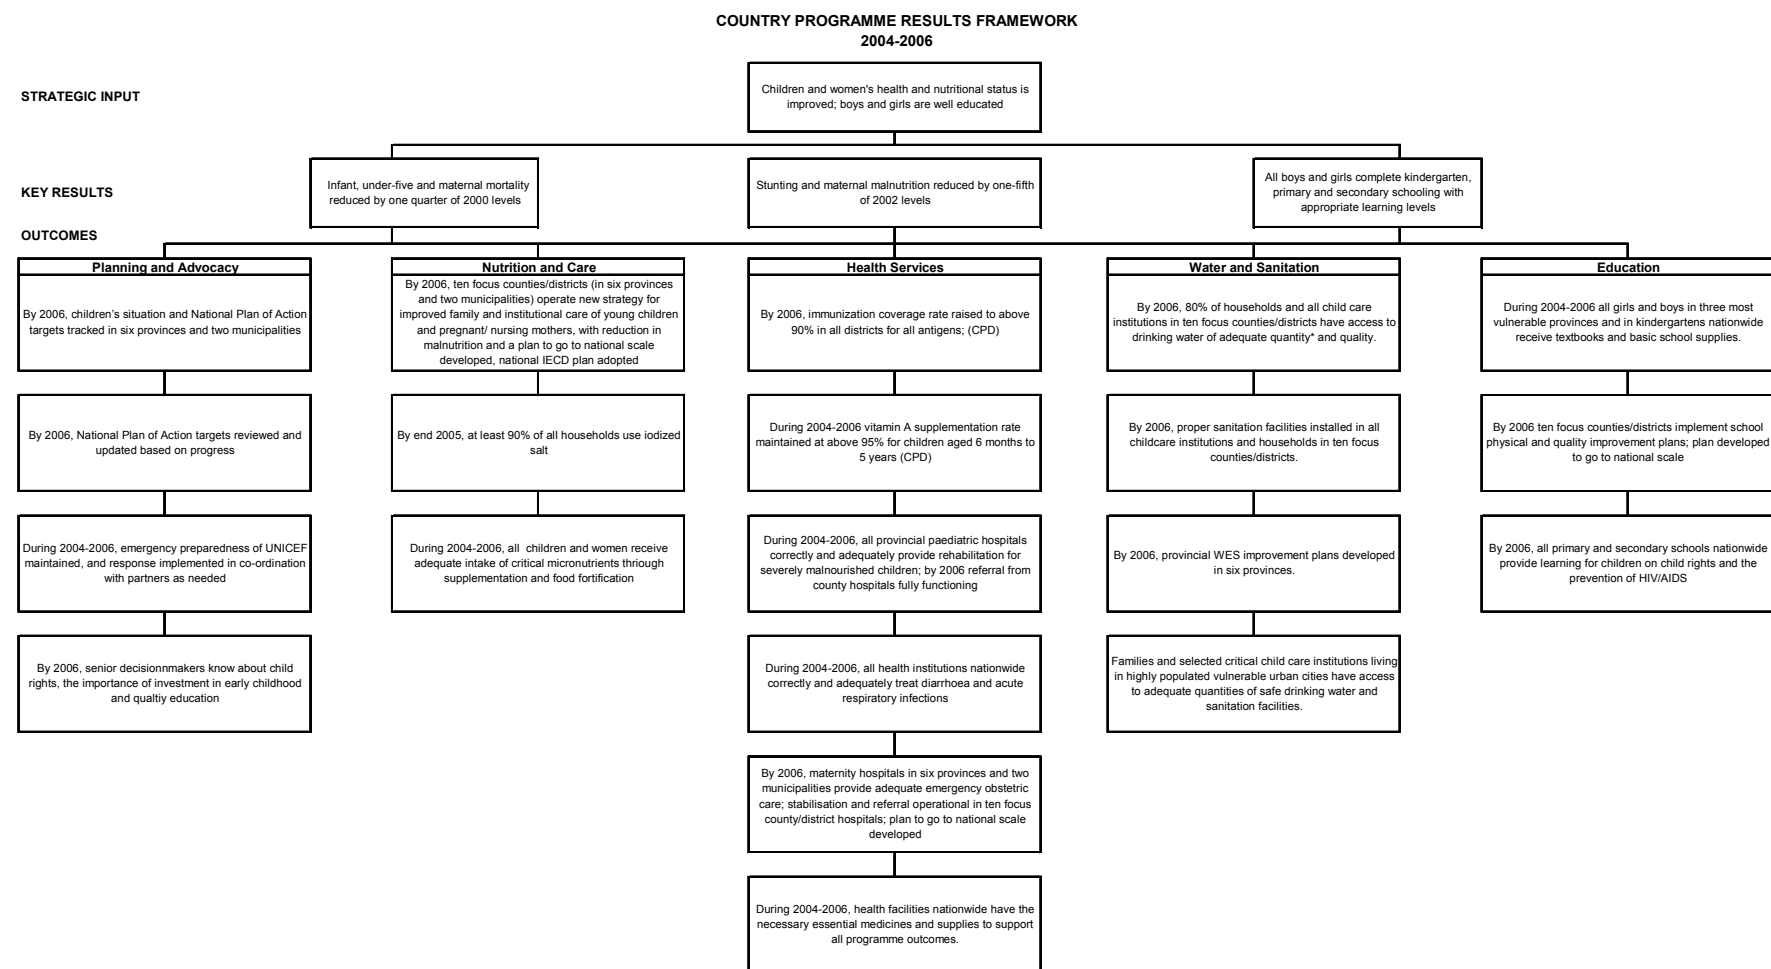 COUNTRY PROGRAMME RESULTS FRAMEWORK
2004-2006
STRATEGIC INPUT
Children and women's health and nutritional status is
improved; boys and girls are well educated
KEY RESULTS
Infant, under-five and maternal mortality
reduced by one quarter of 2000 levels
Stunting and maternal malnutrition reduced by one-fifth
of 2002 levels
All boys and girls complete kindergarten,
primary and secondary schooling with
appropriate learning levels
OUTCOMES
Planning and Advocacy
By 2006, children's situation and National Plan of Action
targets tracked in six provinces and two municipalities
By 2006, National Plan of Action targets reviewed and
updated based on progress
During 2004-2006, emergency preparedness of UNICEF
maintained, and response implemented in co-ordination
with partners as needed
By 2006, senior decisionnmakers know about child
rights, the importance of investment in early childhood
and qualtiy education
Nutrition and Care
By 2006, ten focus counties/districts (in six provinces
and two municipalities) operate new strategy for
improved family and institutional care of young children
and pregnant/ nursing mothers, with reduction in
malnutrition and a plan to go to national scale
developed, national IECD plan adopted
By end 2005, at least 90% of all households use iodized
salt
During 2004-2006, all  children and women receive
adequate intake of critical micronutrients thriough
supplementation and food fortification
Health Services
By 2006, immunization coverage rate raised to above
90% in all districts for all antigens; (CPD)
During 2004-2006 vitamin A supplementation rate
maintained at above 95% for children aged 6 months to
5 years (CPD)
During 2004-2006, all provincial paediatric hospitals
correctly and adequately provide rehabilitation for
severely malnourished children; by 2006 referral from
county hospitals fully functioning
During 2004-2006, all health institutions nationwide
correctly and adequately treat diarrhoea and acute
respiratory infections
By 2006, maternity hospitals in six provinces and two
municipalities provide adequate emergency obstetric
care; stabilisation and referral operational in ten focus
county/district hospitals; plan to go to national scale
developed
During 2004-2006, health facilities nationwide have the
necessary essential medicines and supplies to support
all programme outcomes.
Water and Sanitation
By 2006, 80% of households and all child care
institutions in ten focus counties/districts have access to
drinking water of adequate quantity* and quality.
By 2006, proper sanitation facilities installed in all
childcare institutions and households in ten focus
counties/districts.
By 2006, provincial WES improvement plans developed
in six provinces.
Families and selected critical child care institutions living
in highly populated vulnerable urban cities have access
to adequate quantities of safe drinking water and
sanitation facilities.
Education
During 2004-2006 all girls and boys in three most
vulnerable provinces and in kindergartens nationwide
receive textbooks and basic school supplies.
By 2006 ten focus counties/districts implement school
physical and quality improvement plans; plan developed
to go to national scale
By 2006, all primary and secondary schools nationwide
provide learning for children on child rights and the
prevention of HIV/AIDS